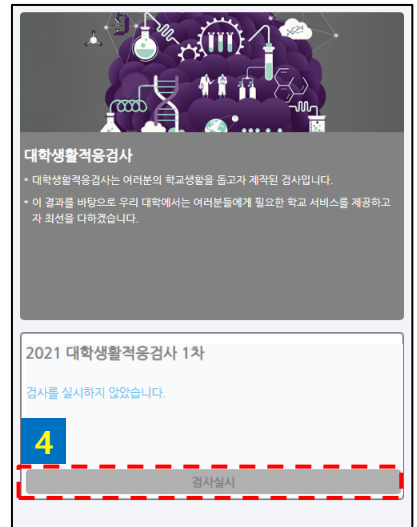 대학생활적응검사
• 대학생활적응검사는 여러분의 학교생활을 돕고자 제작된 검사입니다.
• 이 결과를 바탕으로 우리 대학에서는 여러분들에게 필요한 학교 서비스를 제공하고
자 최선을 다하겠습니다.
2021 대학생활적응검사 1차
검사를 실시하지 않았습니다.
4
검사실시